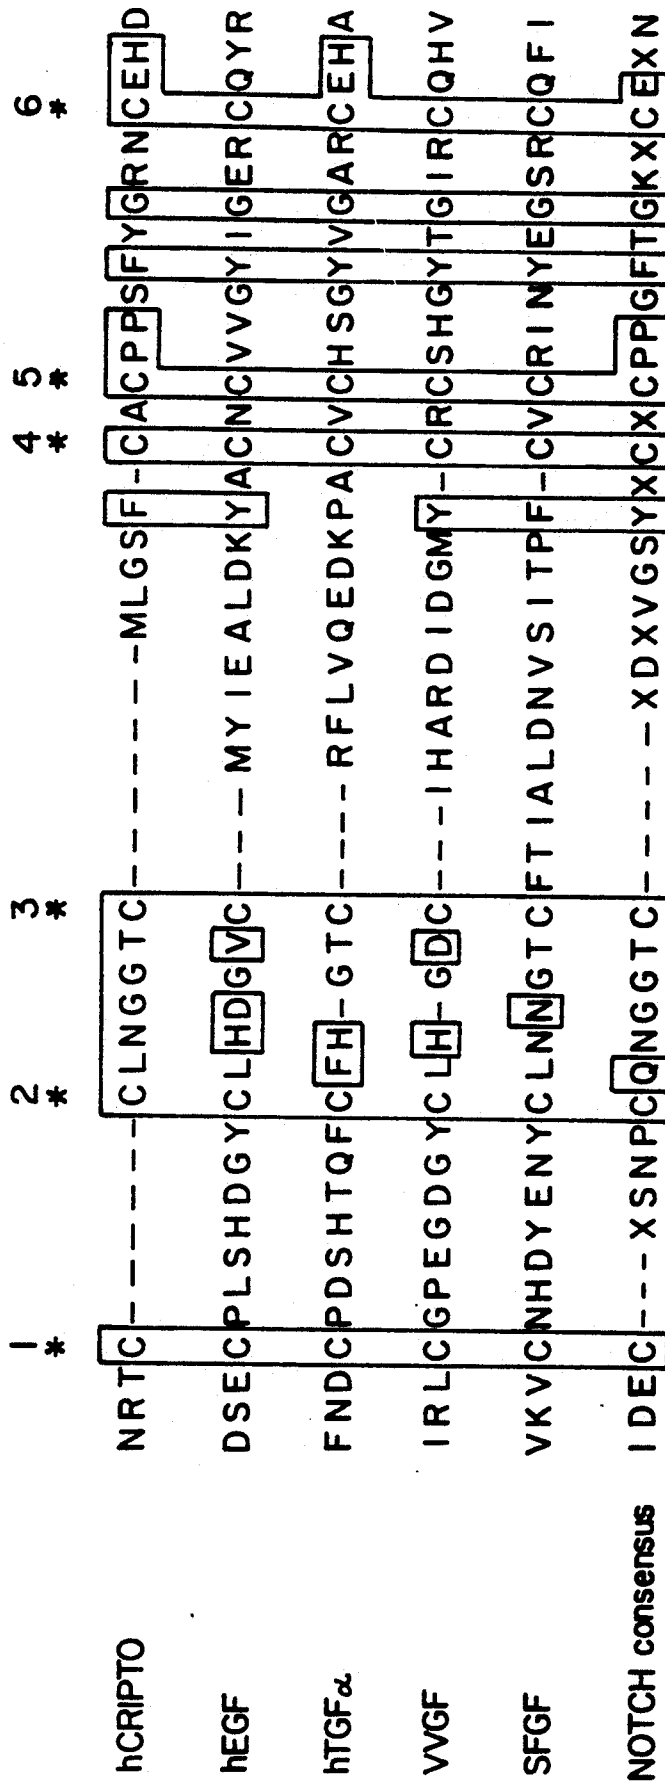 1 2 3 4 5 6
* * * * * *
hCRIPTO NRTC-------CLNGGTC--------MLGSF-CACPPSFYGRNCEHD
hEGF DSECPLSHDGYCLHDGVC----MYIEALDKYACNCVVGYIGERCQYR
hTGFα FNDCPDSHTQFCFH-GTC----RFLVQEDKPACVCHSGYVGARCEHA
VVGF IRLCGPEGDGYCLH-GDC---IHARDIDGMY-CRCSHGYTGIRCQHV
SFGF VKVCNHDYENYCLNNGTCFTIALDNVSITPF-CVCRINYEGSRCQFI
NOTCH consensus IDEC---XSNPCQNGGTC------XDXVGSYXCXCPPGFTGKXCEXN